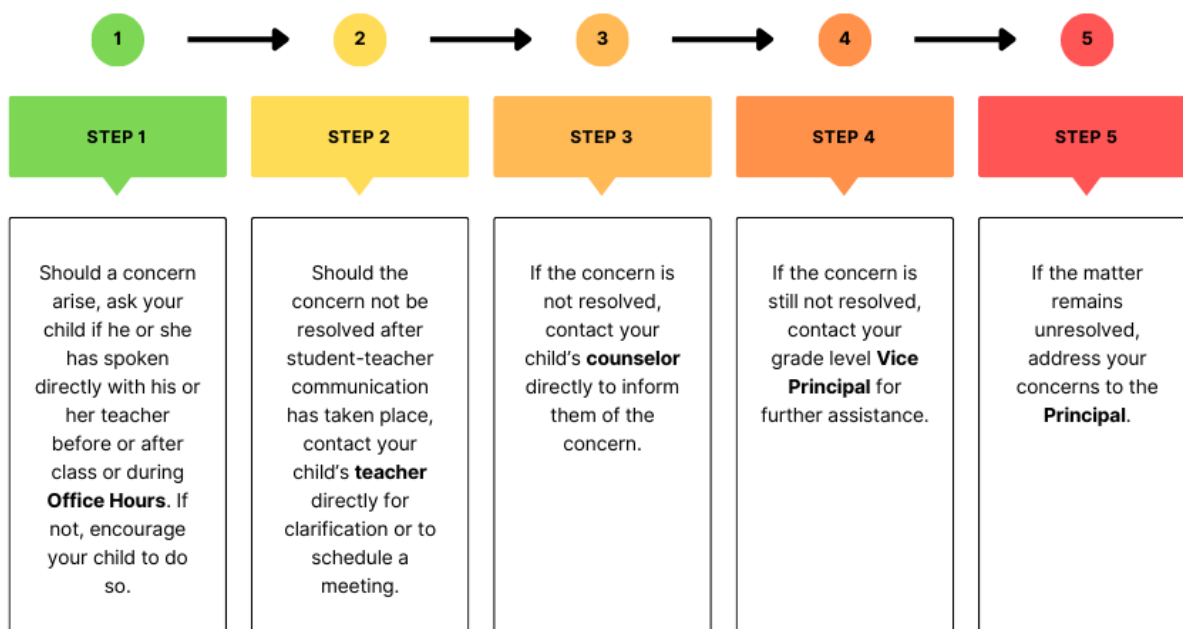 1
2
3
4
5
STEP 1
STEP 2
STEP 3
STEP 4
STEP 5
Should a concern
arise, ask your
child if he or she
has spoken
directly with his or
her teacher
before or after
class or during
Office Hours. If
not, encourage
your child to do
so.
Should the
concern not be
resolved after
student-teacher
communication
has taken place,
contact your
child’s teacher
directly for
clarification or to
schedule a
meeting.
If the concern is
not resolved,
contact your
child’s counselor
directly to inform
them of the
concern.
If the concern is
still not resolved,
contact your
grade level Vice
Principal for
further assistance.
If the matter
remains
unresolved,
address your
concerns to the
Principal.